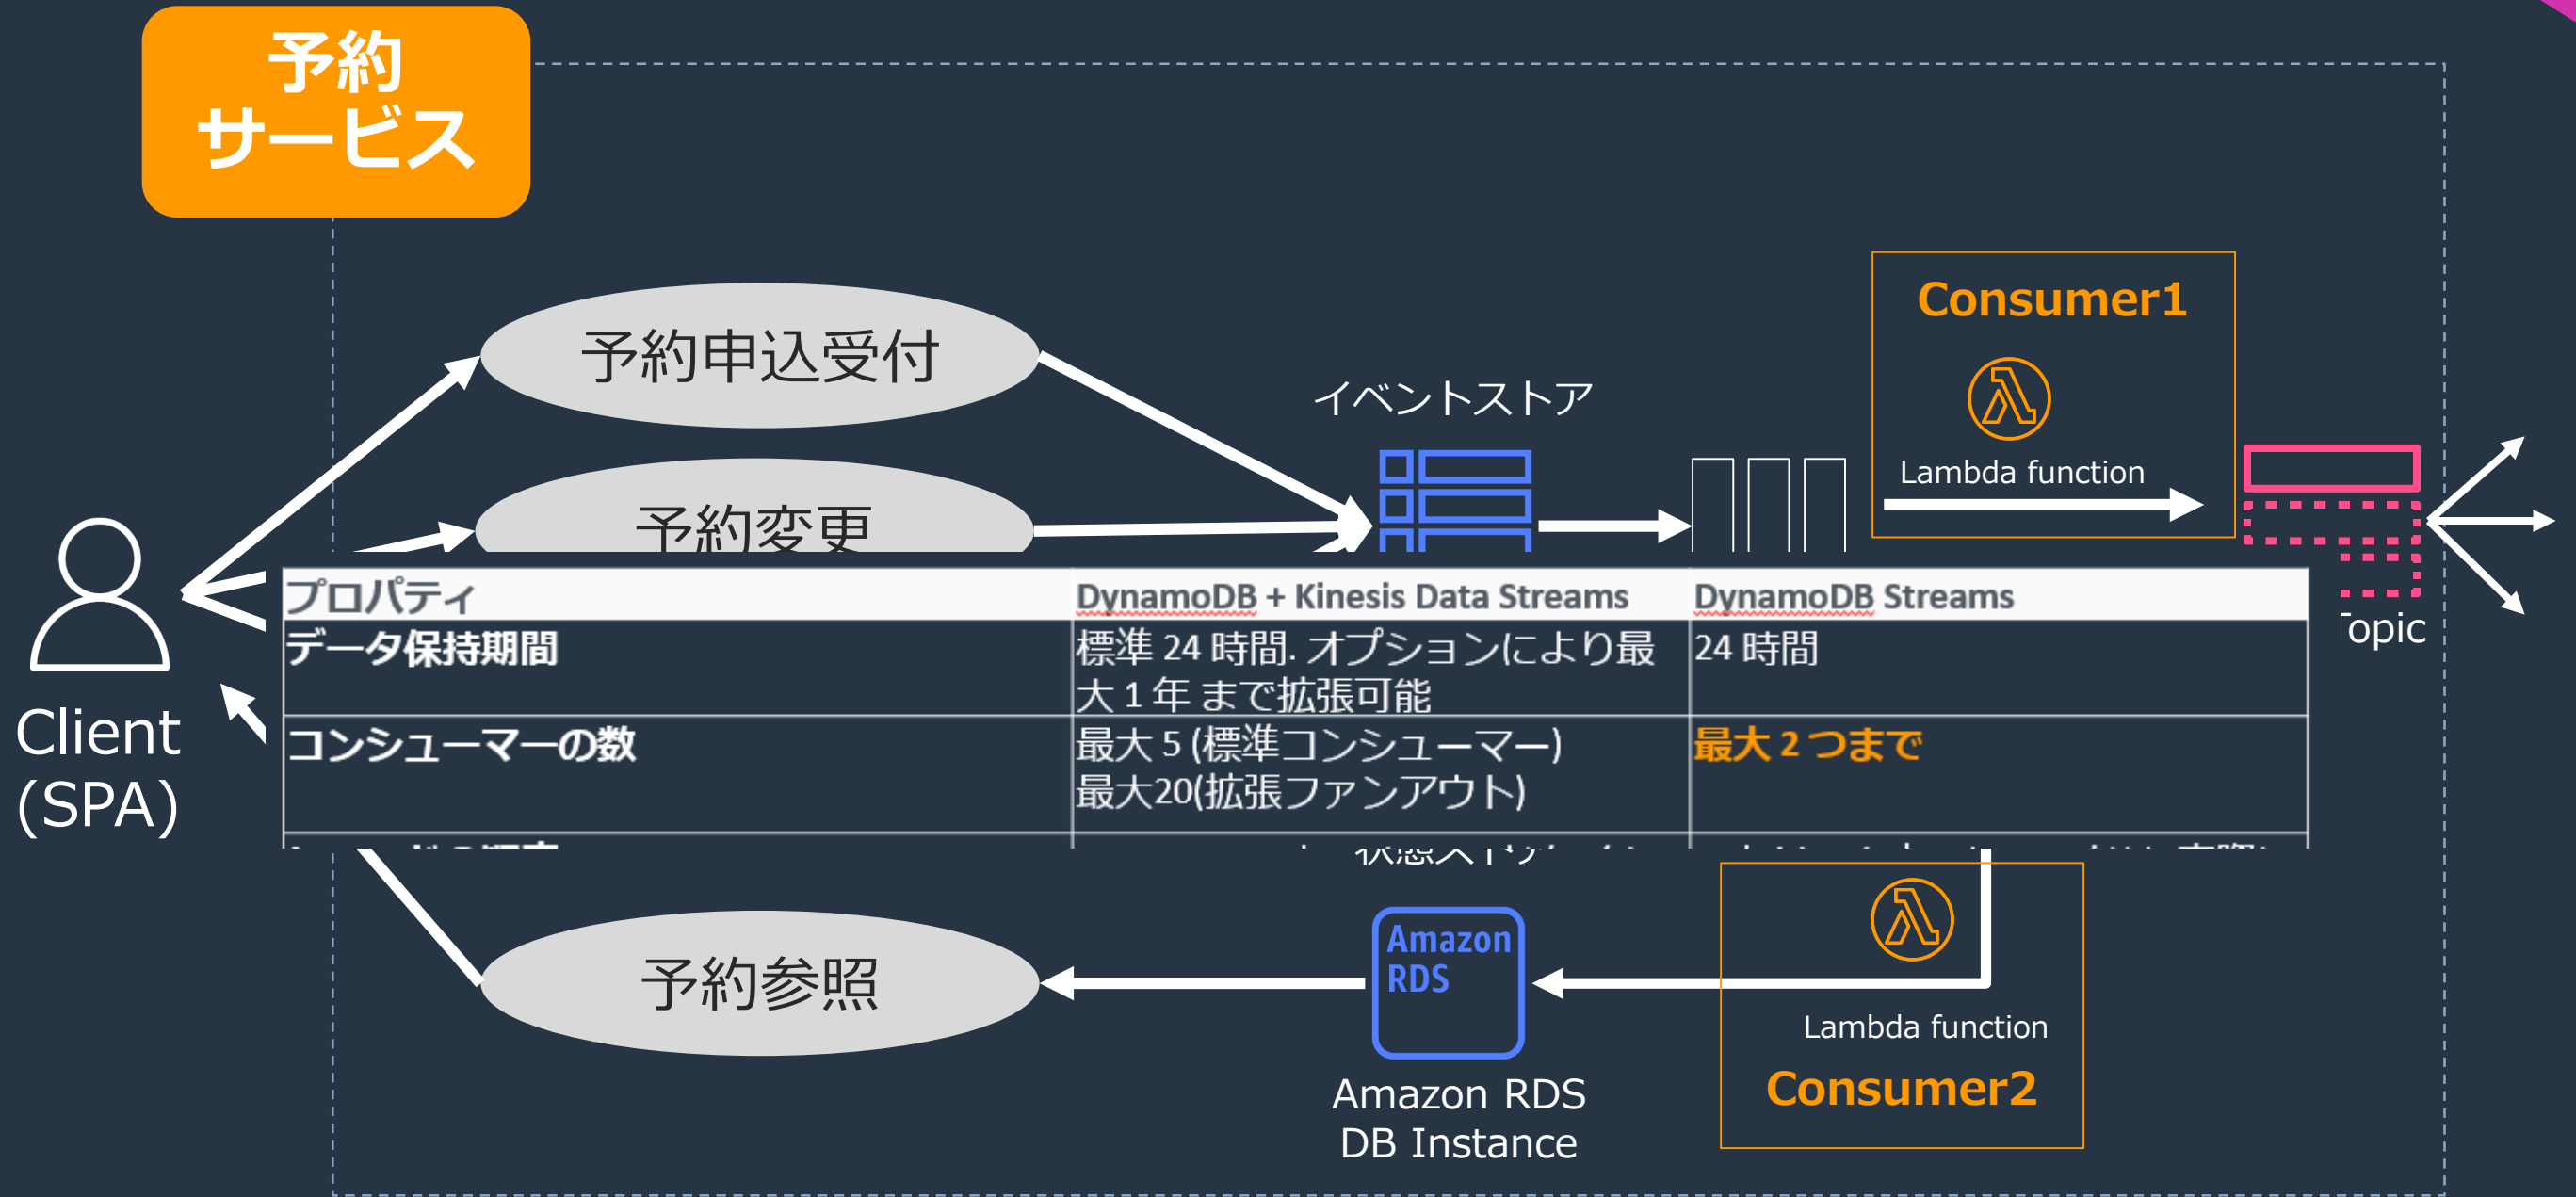 予約
サービス
Consumer1
予約申込受付
イベントストア
Lambda function
予約変更
プロパティ
DynamoDB + Kinesis Data Streams
DynamoDB Streams
データ保持期間
標準 24 時間. オプションにより最
大 1 年 まで拡張可能
24 時間
opic
コンシューマーの数
最大 5 (標準コンシューマー)
最大20(拡張ファンアウト)
最大 2 つまで
Client
(SPA)
Amazon
RDS
予約参照
Lambda function
Consumer2
Amazon RDS
DB Instance